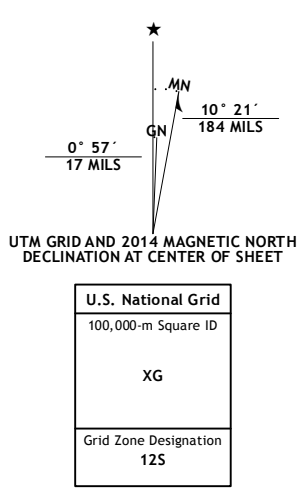 ★
MN
GN
10° 21´
184 MILS
0° 57´
17 MILS
UTM GRID AND 2014 MAGNETIC NORTH
DECLINATION AT CENTER OF SHEET
U.S. National Grid
100,000-m Square ID
XG
Grid Zone Designation
12S